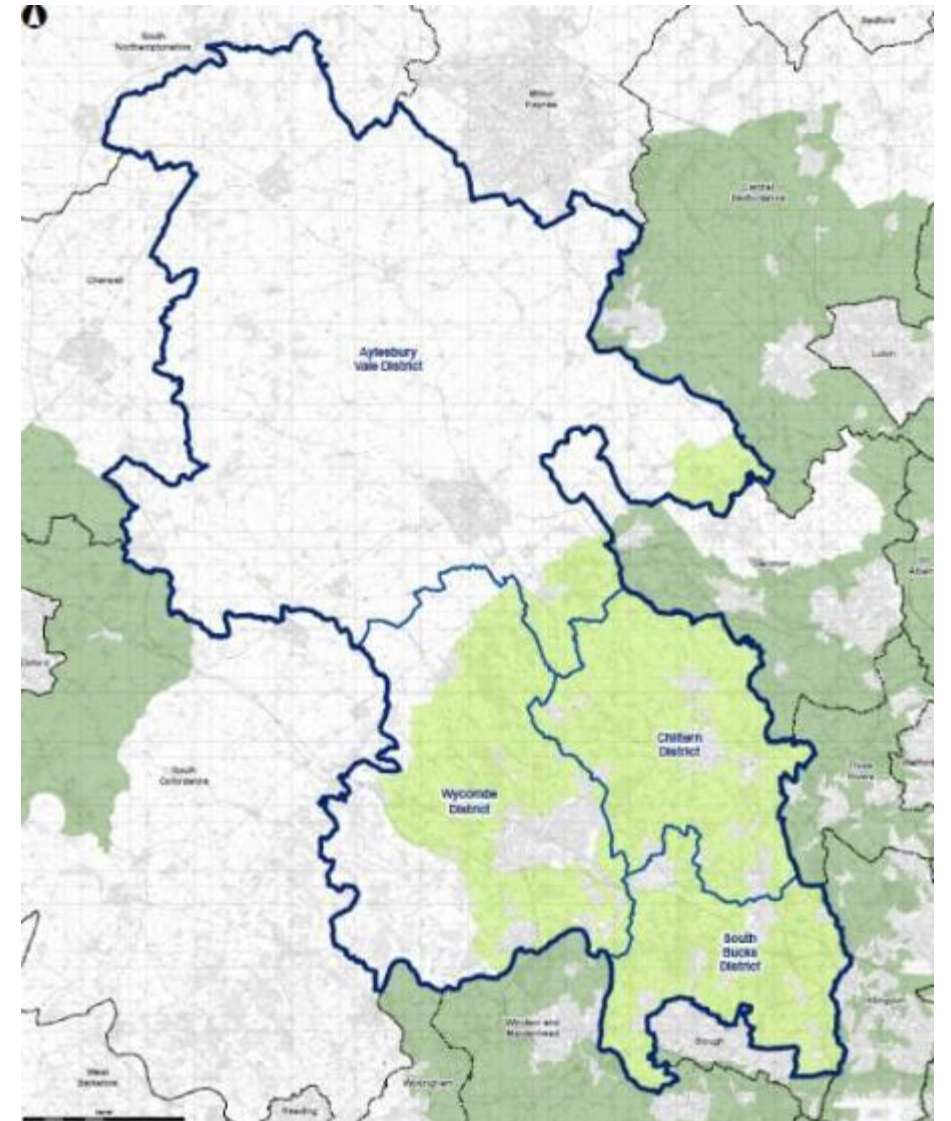 South
Northamptonshire
Bedford
Milton
Keynes
Central
Bedfordshire
Cherwell
Luton
Aylesbury
Vale District
Dacorum
Chiltern
District
South
Oxfordshire
Three
Rivers
Wycombe
District
South
Bucks
District
Hillingdon
Windsor and
Maidenhead
Slough
West
Berkshire
Wokingham
Reading